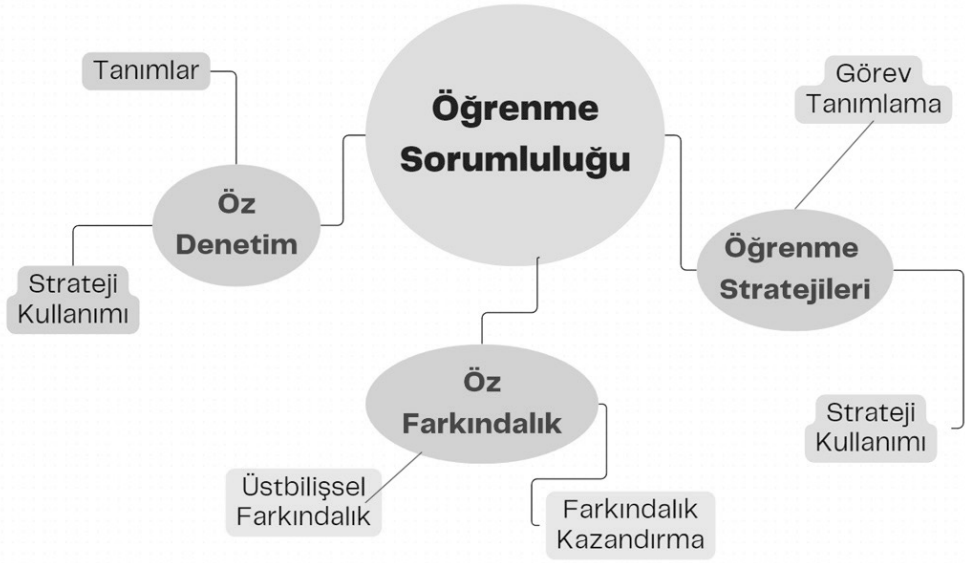 Öğrenme
Sorumluluğu
Tanımlar
Öz
Denetim
Strateji
Kullanımı
Öz
Farkındalık
Üstbilişsel
Farkındalık
Farkındalık
Kazandırma
Görev
Tanımlama
Öğrenme
Stratejileri
Strateji
Kullanımı